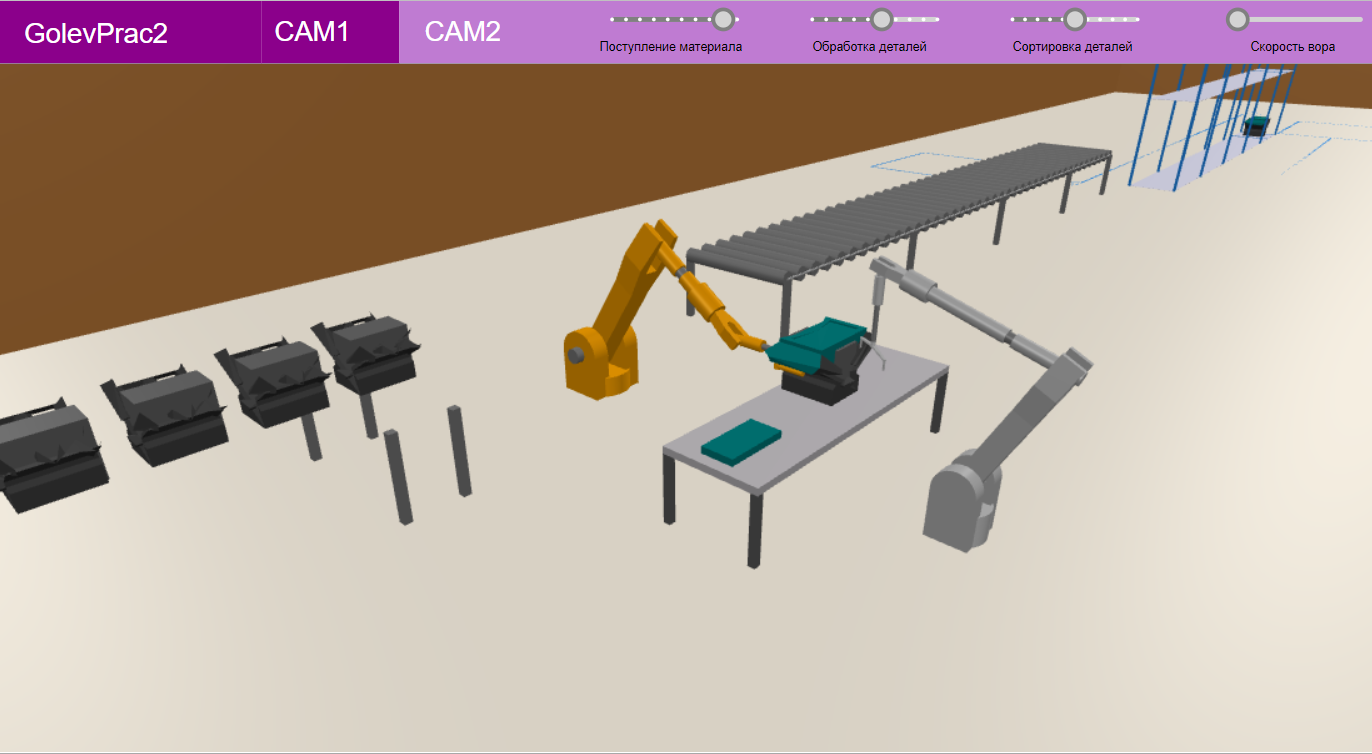 GolevPrac2
CAM1
CAM2
Поступление материала
Обработка деталей
Сортировка деталей
Скорость вора